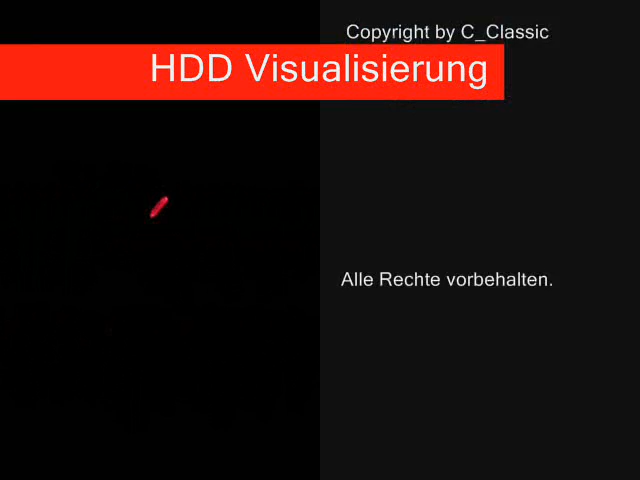 Copyright by C_Classic
HDD Visualisierung
Alle Rechte vorbehalten.